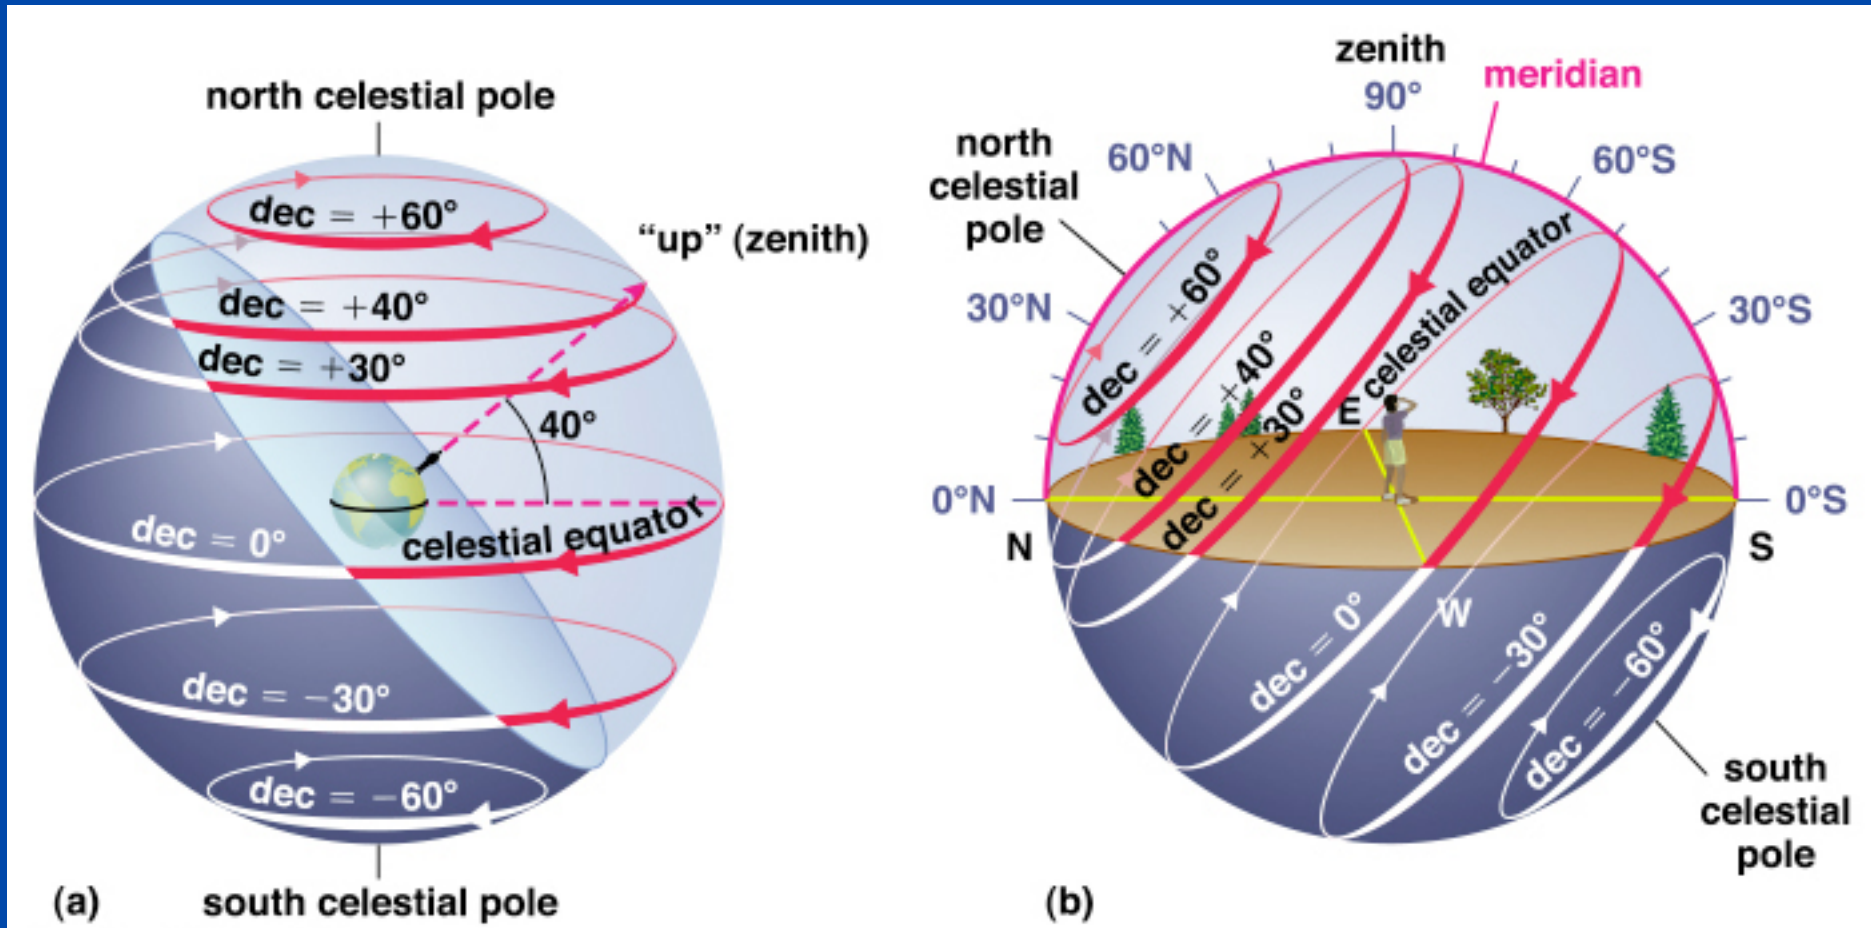 north celestial pole
dec = +60°
"up" (zenith)
dec = +40°
dec = +30°
40°
celestial equator
dec = 0°
dec = −30°
dec = −60°
(a)
south celestial pole
zenith
90°
meridian
north
celestial
pole
60°N
60°S
30°N
30°S
dec = +60°
dec = +40°
dec = +30°
celestial equator
E
0°N
0°S
N
S
W
dec = 0°
dec = −30°
dec = −60°
south
celestial
pole
(b)